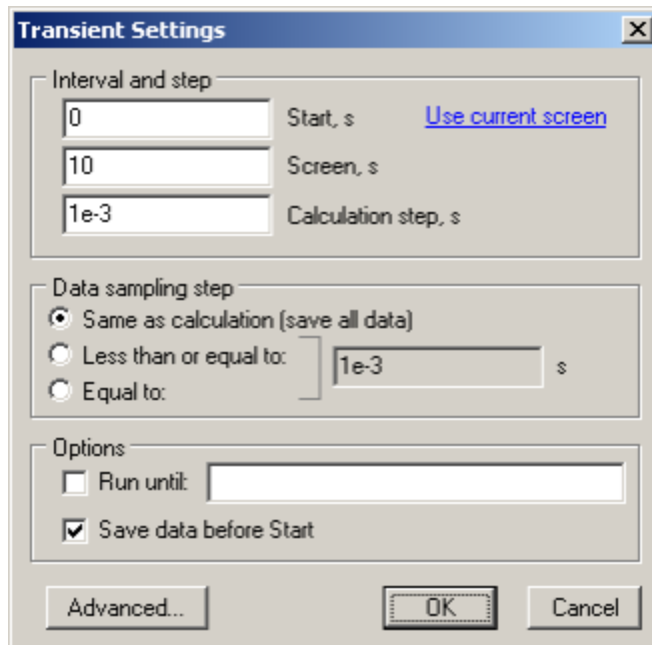 Transient Settings
Interval and step
0 Start, s Use current screen
10 Screen, s
1e-3 Calculation step, s
Data sampling step
Same as calculation (save all data)
Less than or equal to: 1e-3 s
Equal to:
Options
Run until:
Save data before Start
Advanced... OK Cancel